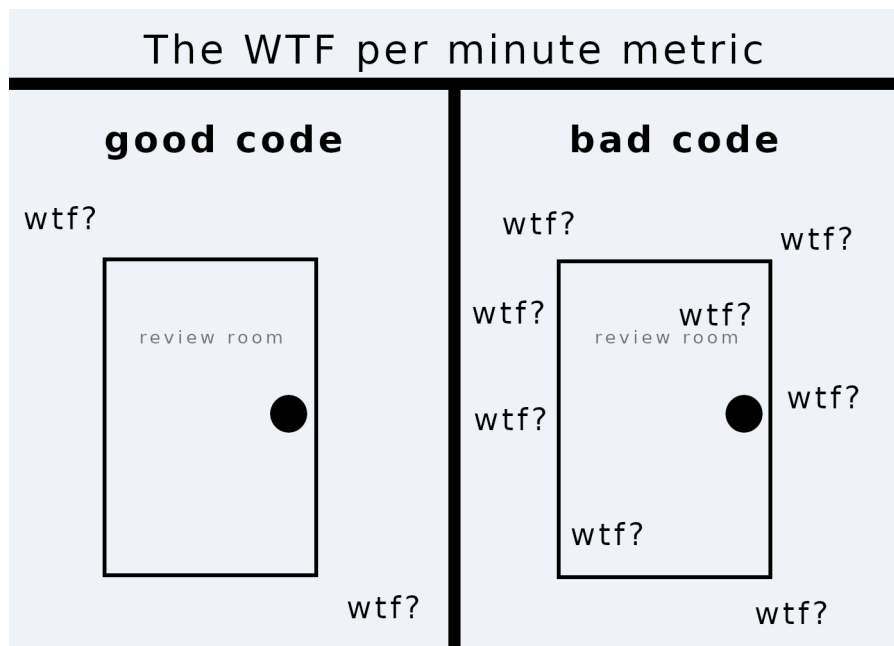 The WTF per minute metric
good code
wtf?
review room
wtf?
bad code
wtf?
wtf?
wtf?
wtf?
review room
wtf?
wtf?
wtf?
wtf?